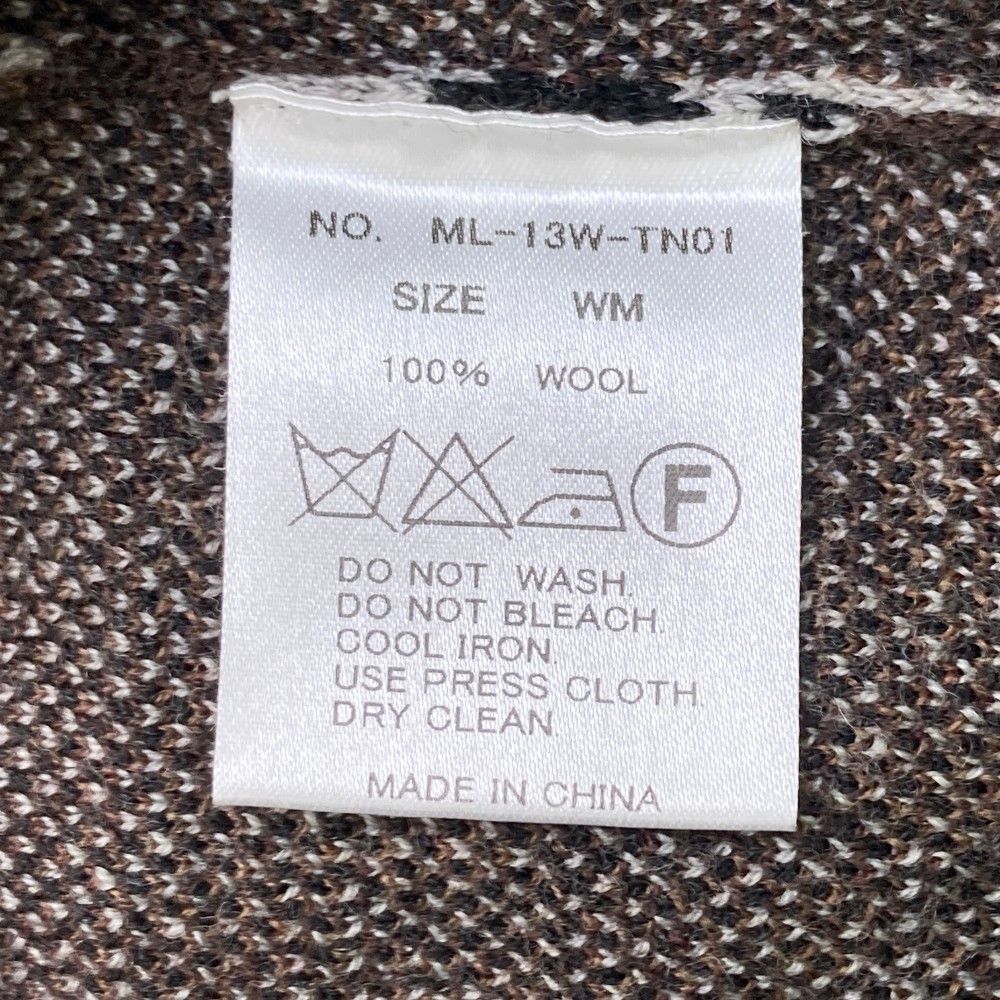 NO. ML-13W-TN01
SIZE WM
100% WOOL
F
DO NOT WASH.
DO NOT BLEACH.
COOL IRON.
USE PRESS CLOTH.
DRY CLEAN
MADE IN CHINA